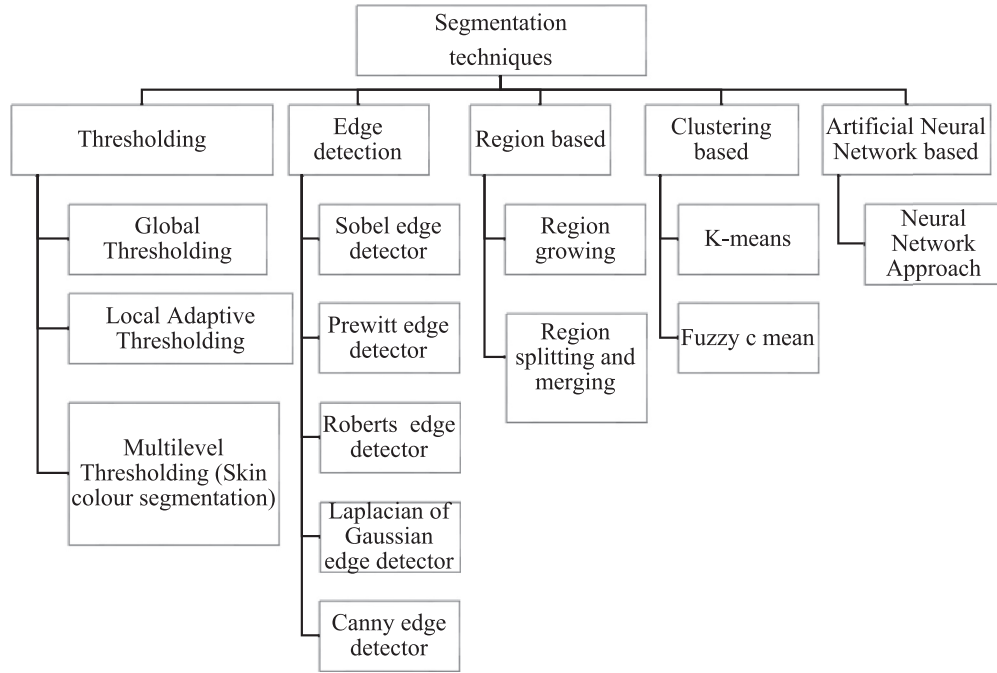 Segmentation
techniques
Thresholding
Edge
detection
Region based
Clustering
based
Artificial Neural
Network based
Global
Thresholding
Local Adaptive
Thresholding
Multilevel
Thresholding (Skin
colour segmentation)
Sobel edge
detector
Prewitt edge
detector
Roberts edge
detector
Laplacian of
Gaussian
edge detector
Canny edge
detector
Region
growing
Region
splitting and
merging
K-means
Fuzzy c mean
Neural
Network
Approach